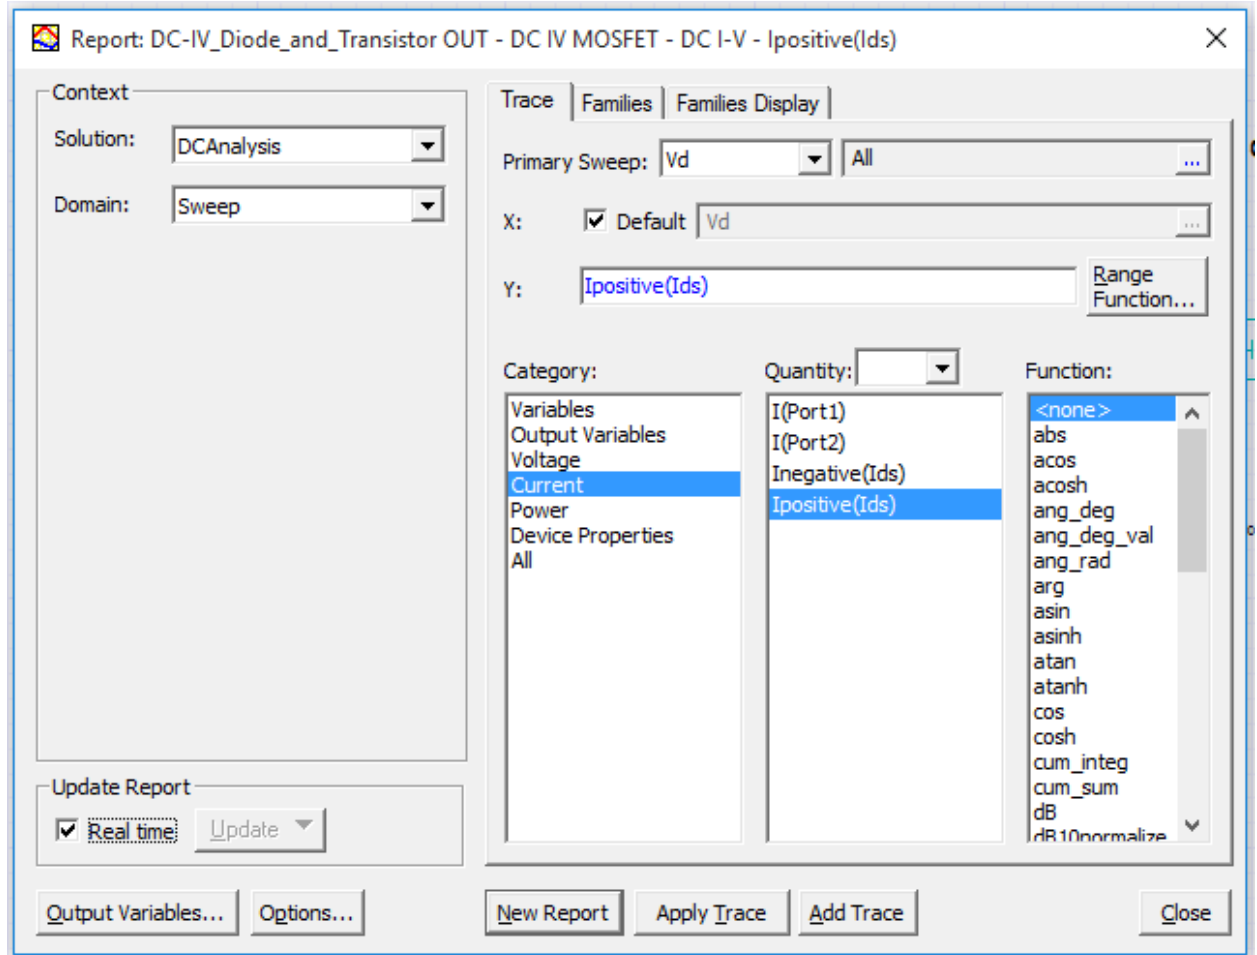 Report: DC-IV_Diode_and_Transistor OUT - DC IV MOSFET - DC I-V - Ipositive(Ids)
Context
Solution: DCAnalysis
Domain: Sweep
Update Report
Real time Update
Output Variables... Options...
Trace Families Families Display
Primary Sweep: Vd All ...
X: Default Vd ...
Y: Ipositive(Ids) Range Function...
Category:
Variables
Output Variables
Voltage
Current
Power
Device Properties
All
Quantity:
I(Port1)
I(Port2)
Inegative(Ids)
Ipositive(Ids)
Function:
<none>
abs
acos
acosh
ang_deg
ang_deg_val
ang_rad
arg
asin
asinh
atan
atanh
cos
cosh
cum_integ
cum_sum
dB
dB10normalize
New Report Apply Trace Add Trace Close